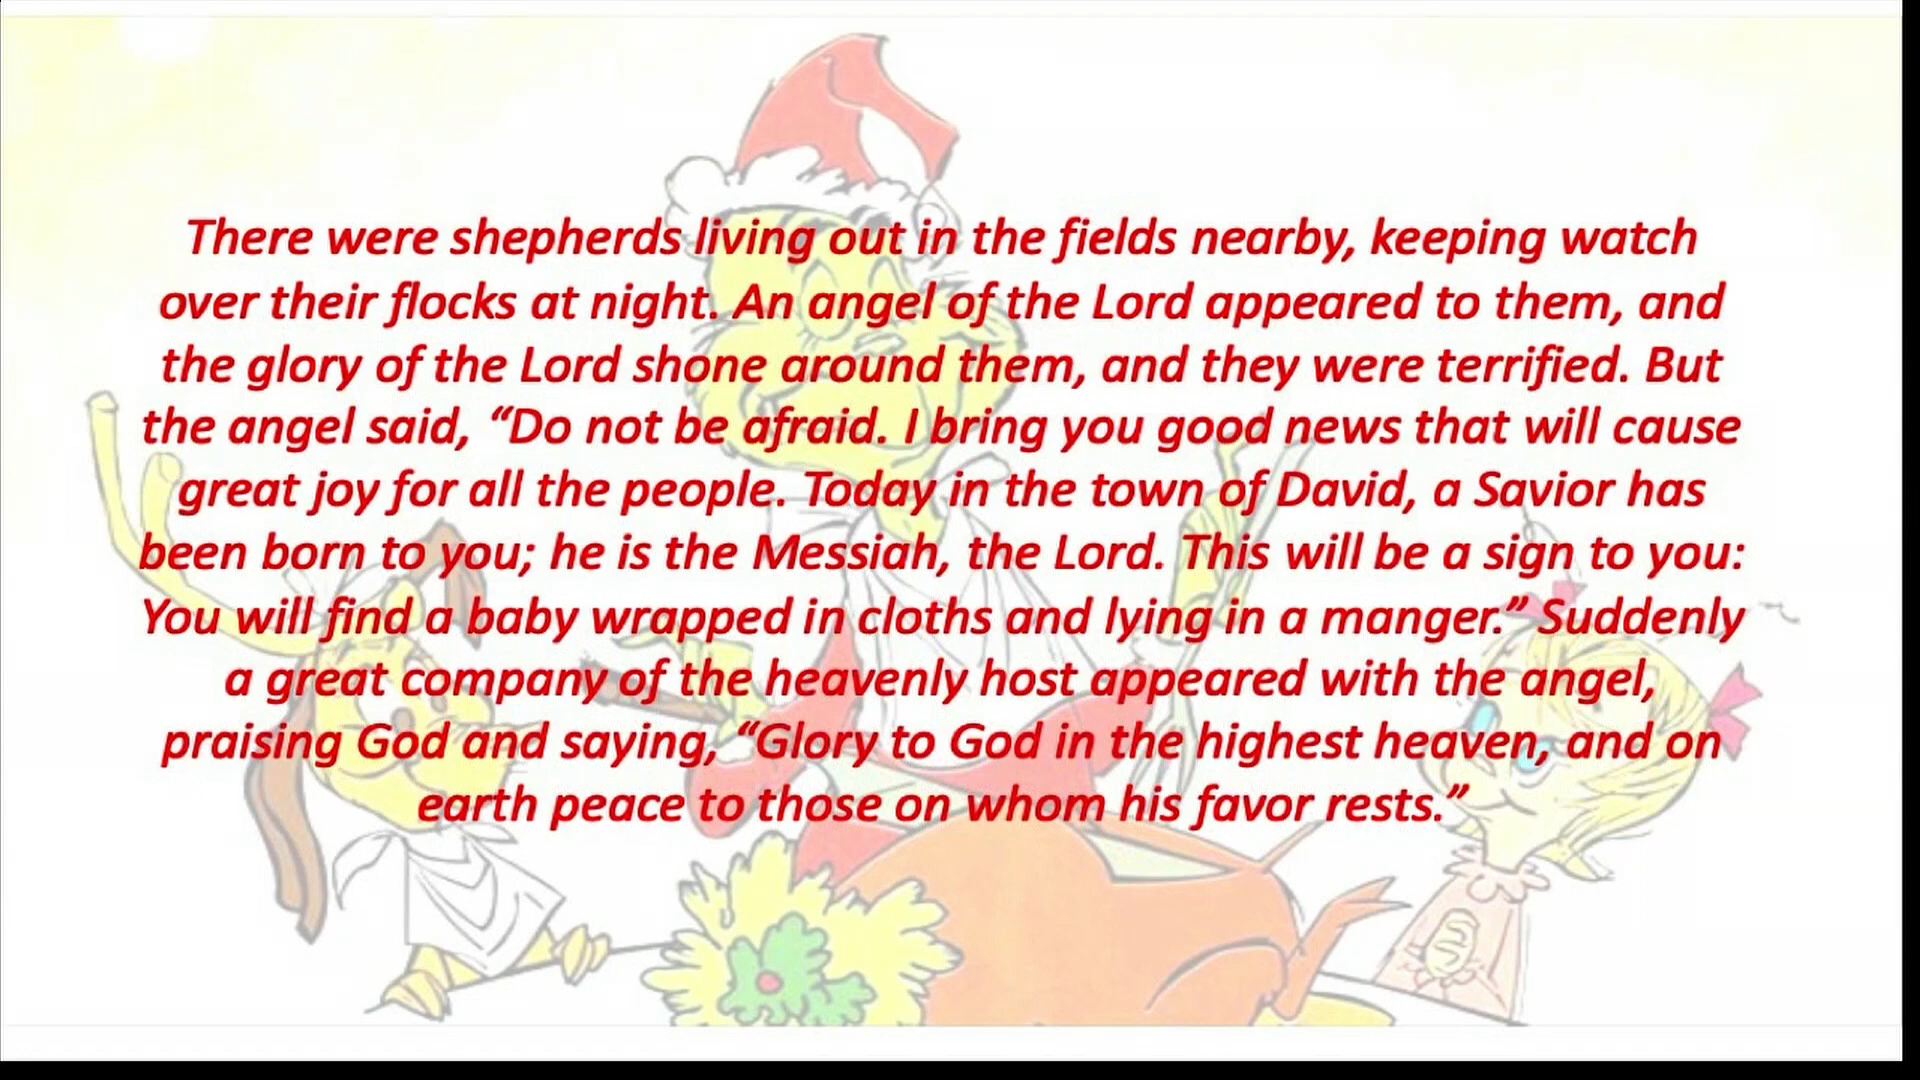 There were shepherds living out in the fields nearby, keeping watch
over their flocks at night. An angel of the Lord appeared to them, and
the glory of the Lord shone around them, and they were terrified. But
the angel said, “Do not be afraid. I bring you good news that will cause
great joy for all the people. Today in the town of David, a Savior has
been born to you; he is the Messiah, the Lord. This will be a sign to you:
You will find a baby wrapped in cloths and lying in a manger.” Suddenly
a great company of the heavenly host appeared with the angel,
praising God and saying, “Glory to God in the highest heaven, and on
earth peace to those on whom his favor rests.”